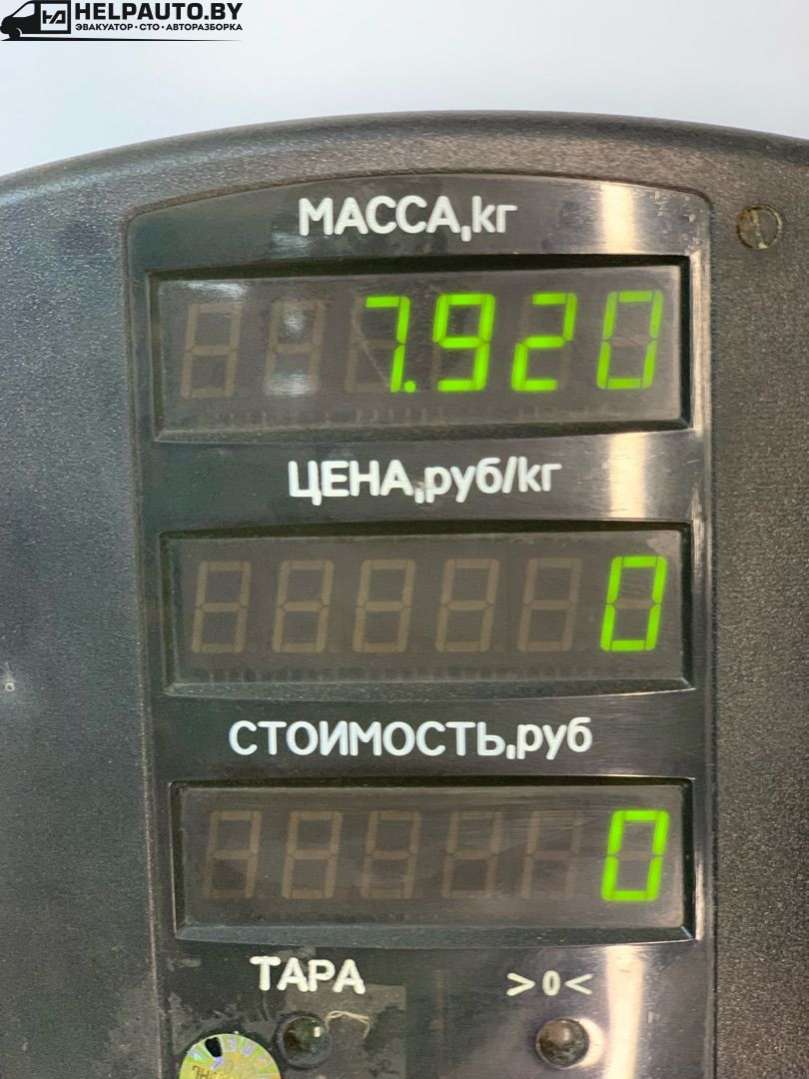 HELPAUTO.BY
ЭВАКУАТОР · СТО · АВТОРАЗБОРКА
МАССА,кг
7.920
ЦЕНА,руб/кг
0
СТОИМОСТЬ,руб
0
ТАРА >0<